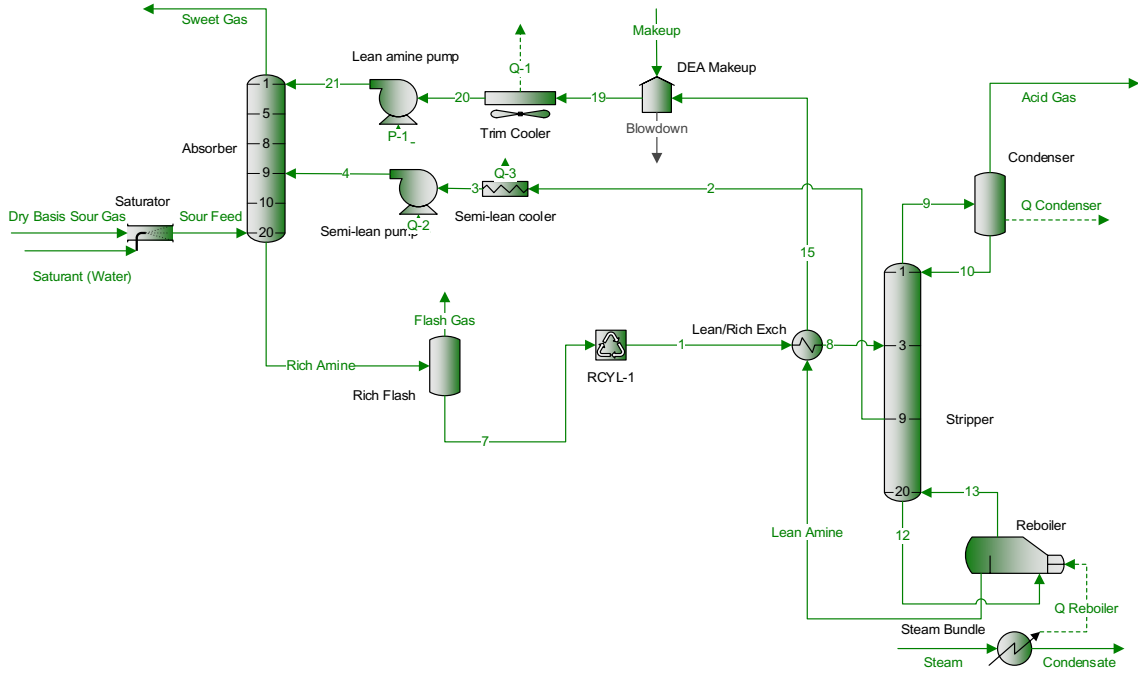 Sweet Gas
Makeup
Lean amine pump
Q-1
DEA Makeup
1
21
20
19
Acid Gas
5
Blowdown
P-1
Trim Cooler
8
Absorber
Condenser
9
4
Q-3
3
2
10
Saturator
Semi-lean cooler
9
Q Condenser
Dry Basis Sour Gas
Sour Feed
20
Semi-lean pump
Q-2
15
Saturant (Water)
1
10
Flash Gas
Lean/Rich Exch
1
8
3
Rich Amine
RCYL-1
Rich Flash
9
Stripper
7
20
13
Lean Amine
12
Reboiler
Q Reboiler
Steam Bundle
Steam
Condensate